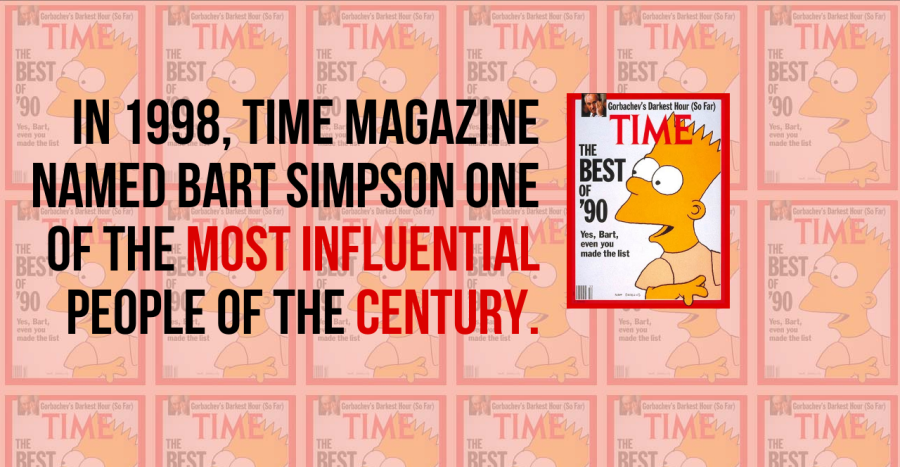 IN 1998, TIME MAGAZINE
NAMED BART SIMPSON ONE
OF THE MOST INFLUENTIAL
PEOPLE OF THE CENTURY.
Gorbachev's Darkest Hour (So Far)
TIME
THE
BEST
OF
'90
Yes, Bart,
even you
made the list